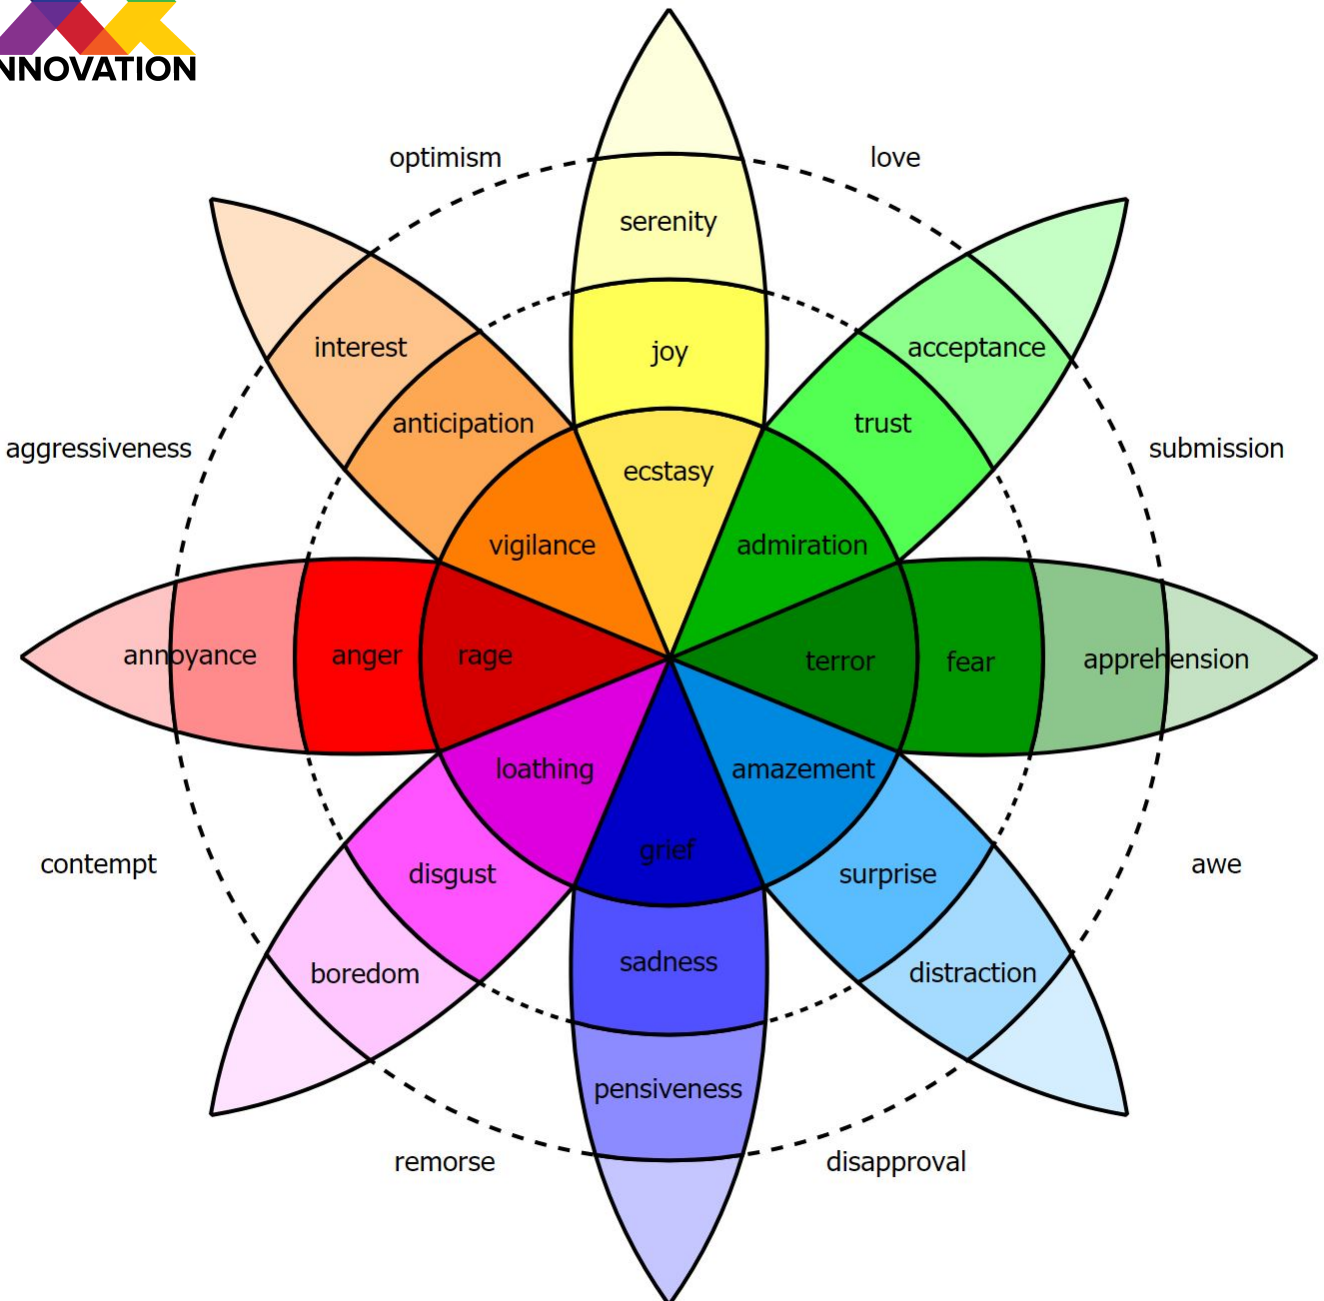 NNOVATION
optimism
love
serenity
interest
joy
acceptance
anticipation
trust
aggressiveness
submission
ecstasy
vigilance
admiration
annoyance
anger
rage
terror
fear
apprehension
loathing
amazement
contempt
grief
awe
disgust
surprise
boredom
sadness
distraction
pensiveness
remorse
disapproval